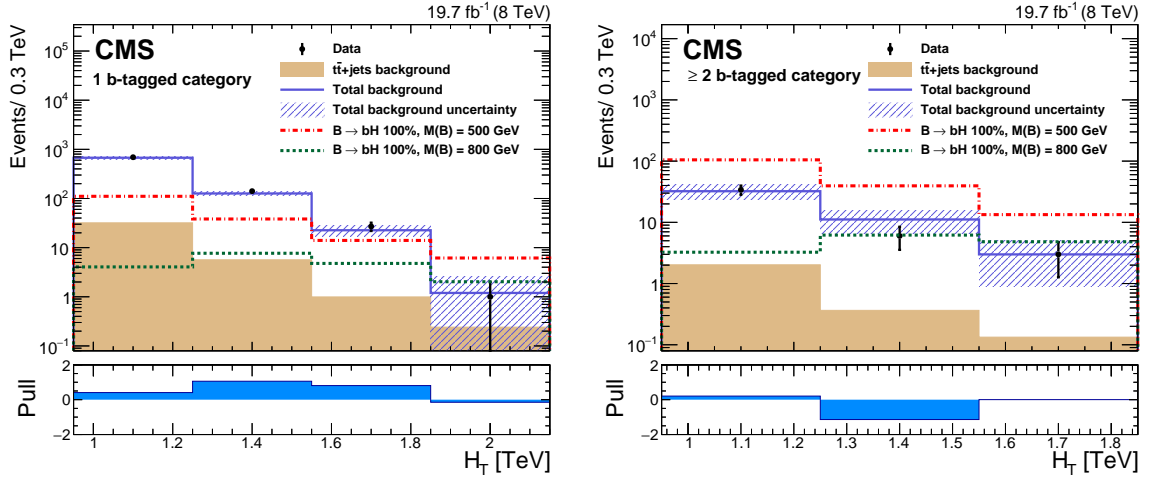 19.7 fb⁻¹ (8 TeV)
CMS
1 b-tagged category
Data
tt̄+jets background
Total background
Total background uncertainty
B → bH 100%, M(B) = 500 GeV
B → bH 100%, M(B) = 800 GeV
Events/ 0.3 TeV
10⁵
10⁴
10³
10²
10
1
10⁻¹
Pull
2
0
−2
1 1.2 1.4 1.6 1.8 2
H_T [TeV]
19.7 fb⁻¹ (8 TeV)
CMS
≥ 2 b-tagged category
Data
tt̄+jets background
Total background
Total background uncertainty
B → bH 100%, M(B) = 500 GeV
B → bH 100%, M(B) = 800 GeV
Events/ 0.3 TeV
10⁴
10³
10²
10
1
10⁻¹
Pull
2
0
−2
1 1.1 1.2 1.3 1.4 1.5 1.6 1.7 1.8
H_T [TeV]